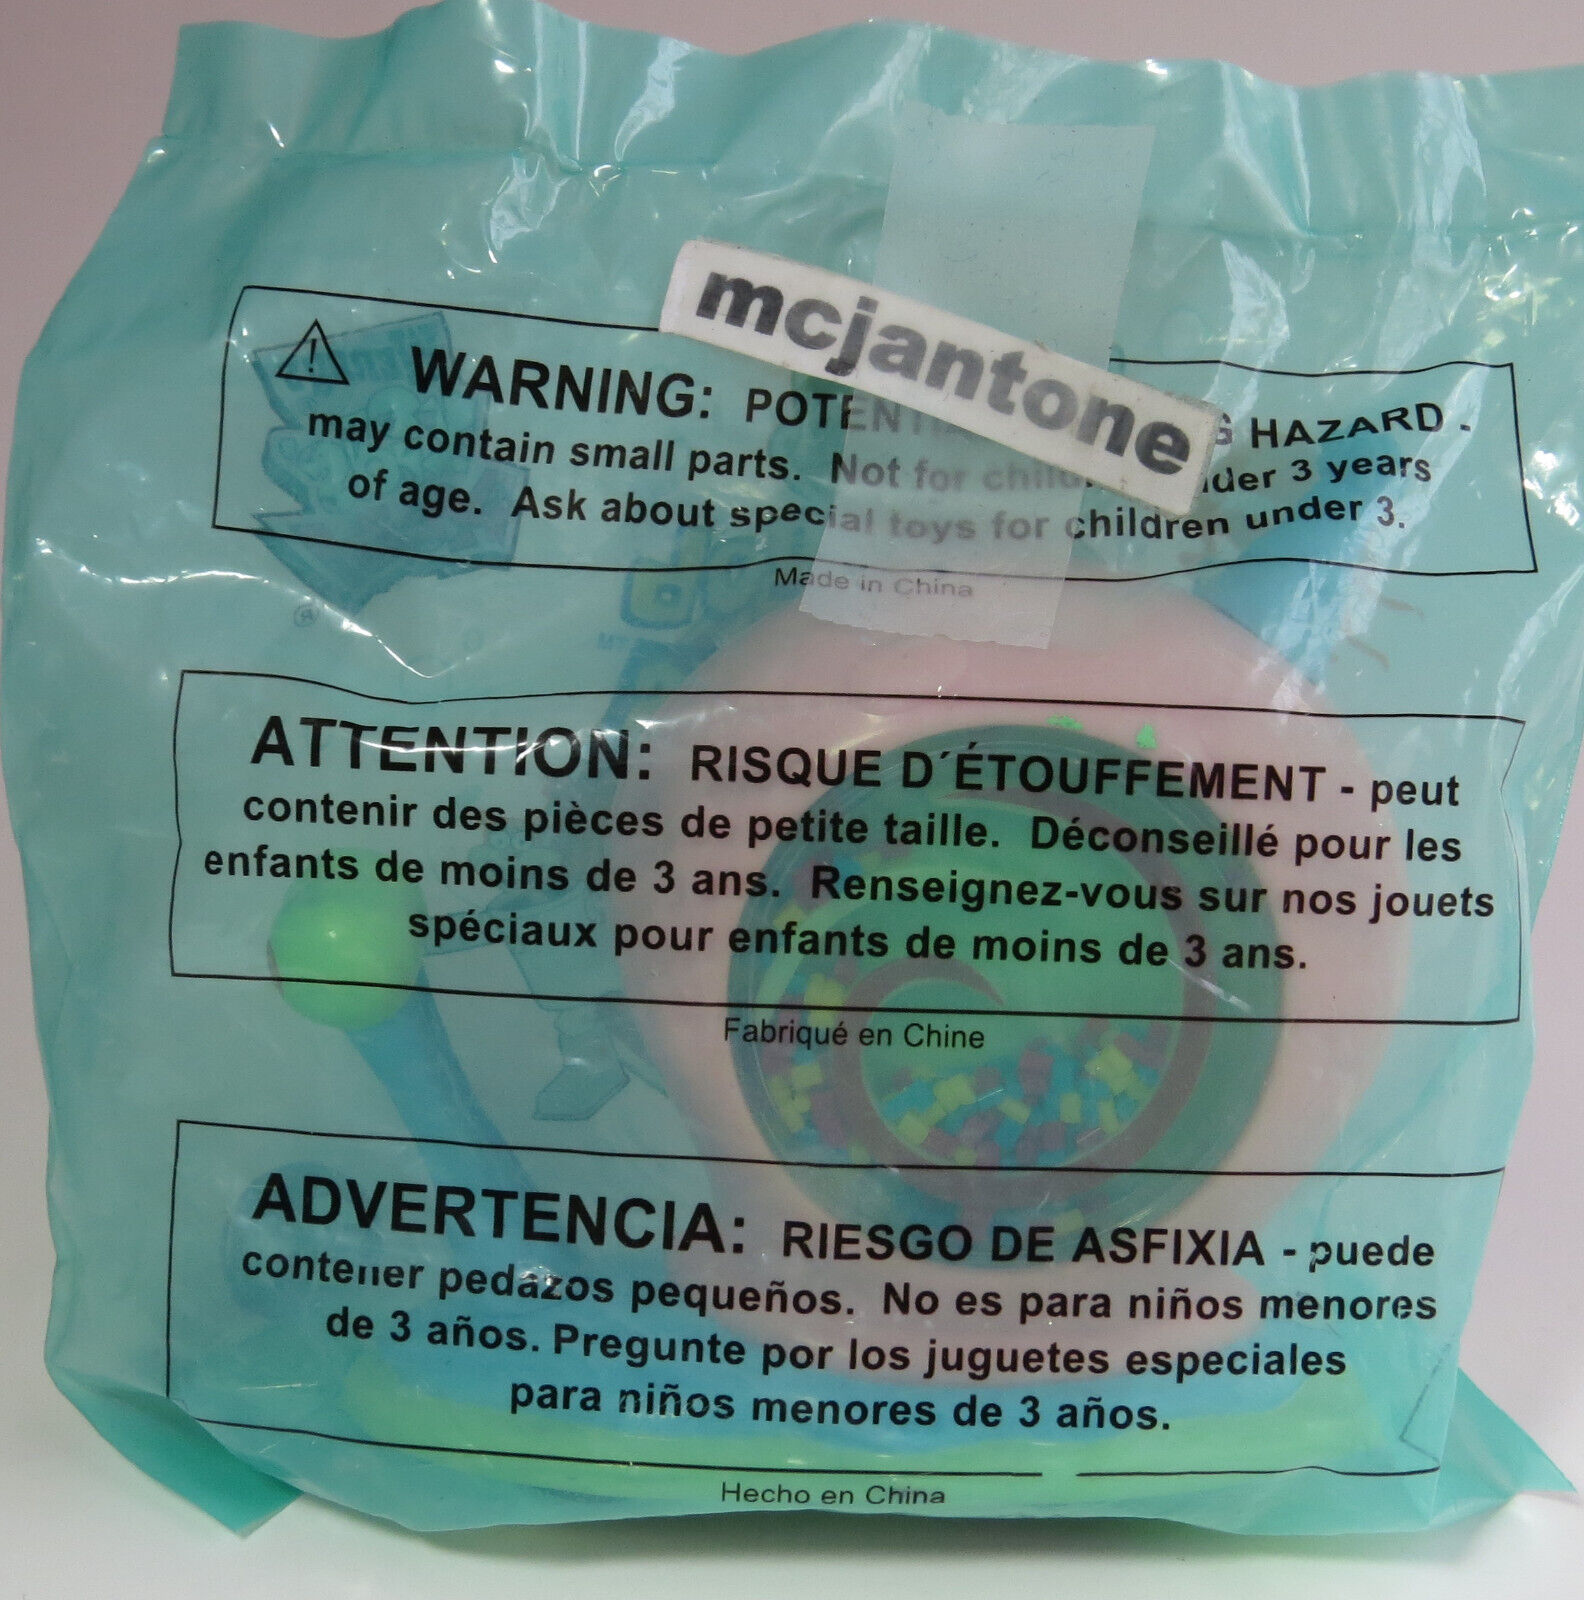 mcjantone
WARNING: POTENT G HAZARD -
may contain small parts. Not for child under 3 years
of age. Ask about special toys for children under 3.
Made in China
ATTENTION: RISQUE D´ÉTOUFFEMENT - peut
contenir des pièces de petite taille. Déconseillé pour les
enfants de moins de 3 ans. Renseignez-vous sur nos jouets
spéciaux pour enfants de moins de 3 ans.
Fabriqué en Chine
ADVERTENCIA: RIESGO DE ASFIXIA - puede
contener pedazos pequeños. No es para niños menores
de 3 años. Pregunte por los juguetes especiales
para niños menores de 3 años.
Hecho en China